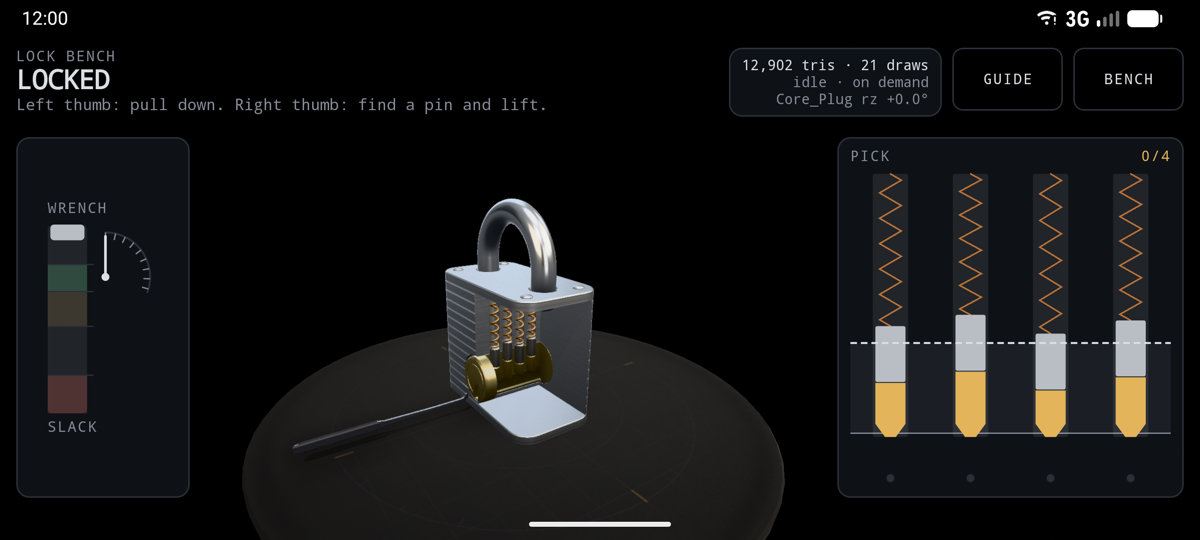 12:00
3G
LOCK BENCH
LOCKED
Left thumb: pull down. Right thumb: find a pin and lift.
12,902 tris · 21 draws
idle · on demand
Core_Plug rz +0.0°
GUIDE
BENCH
WRENCH
SLACK
PICK
0/4